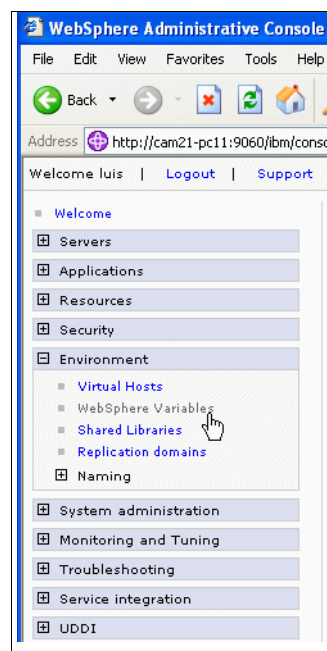 WebSphere Administrative Console
File Edit View Favorites Tools Help
Back
Address http://cam21-pc11:9060/ibm/conso
Welcome luis | Logout | Support
Welcome
Servers
Applications
Resources
Security
Environment
Virtual Hosts
WebSphere Variables
Shared Libraries
Replication domains
Naming
System administration
Monitoring and Tuning
Troubleshooting
Service integration
UDDI